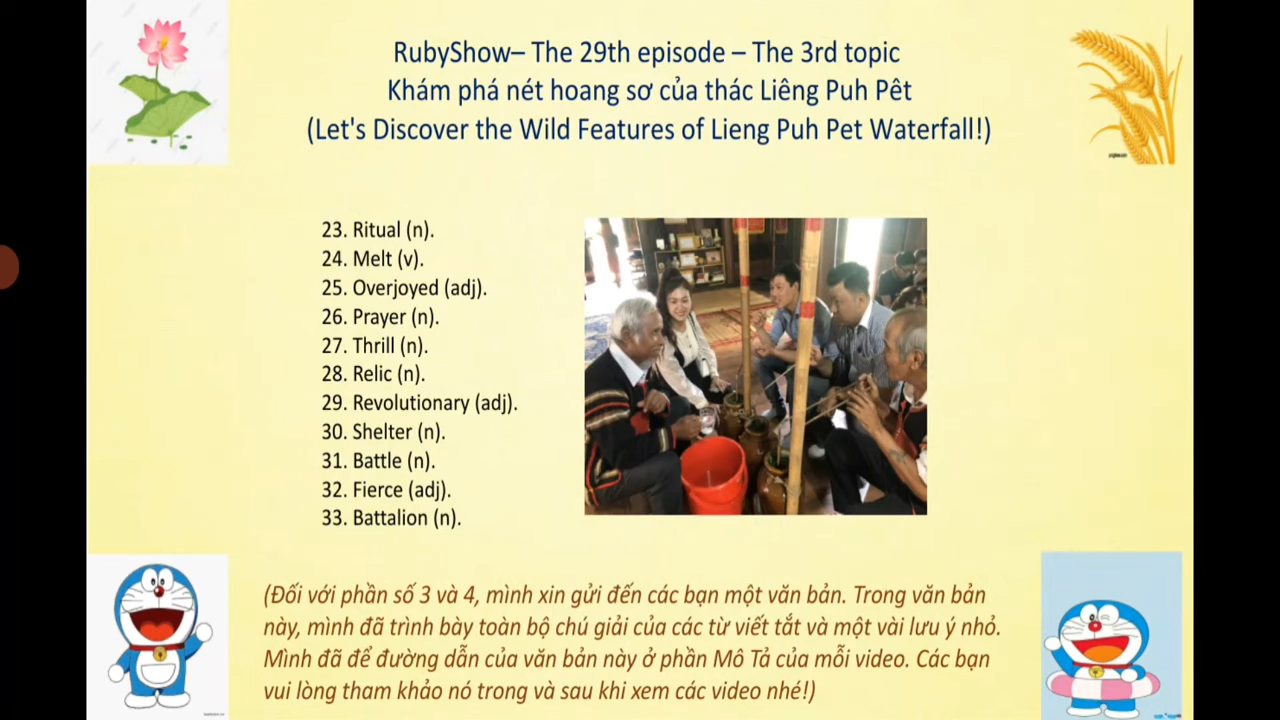 RubyShow– The 29th episode – The 3rd topic
Khám phá nét hoang sơ của thác Liêng Puh Pêt
(Let's Discover the Wild Features of Lieng Puh Pet Waterfall!)
23. Ritual (n).
24. Melt (v).
25. Overjoyed (adj).
26. Prayer (n).
27. Thrill (n).
28. Relic (n).
29. Revolutionary (adj).
30. Shelter (n).
31. Battle (n).
32. Fierce (adj).
33. Battalion (n).
(Đối với phần số 3 và 4, mình xin gửi đến các bạn một văn bản. Trong văn bản
này, mình đã trình bày toàn bộ chú giải của các từ viết tắt và một vài lưu ý nhỏ.
Mình đã để đường dẫn của văn bản này ở phần Mô Tả của mỗi video. Các bạn
vui lòng tham khảo nó trong và sau khi xem các video nhé!)